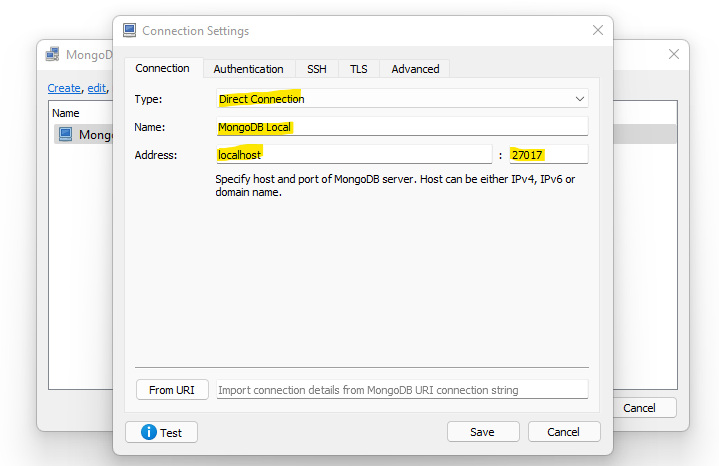 Connection Settings
MongoD
Create, edit,
Name
Mong
Connection Authentication SSH TLS Advanced
Type: Direct Connection
Name: MongoDB Local
Address: localhost : 27017
Specify host and port of MongoDB server. Host can be either IPv4, IPv6 or
domain name.
From URI Import connection details from MongoDB URI connection string
Test Save Cancel
Cancel